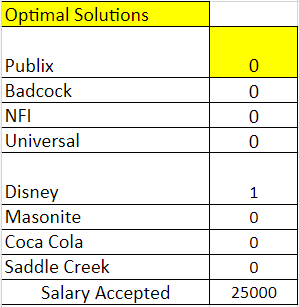 Optimal Solutions
Publix 0
Badcock 0
NFI 0
Universal 0
Disney 1
Masonite 0
Coca Cola 0
Saddle Creek 0
Salary Accepted 25000